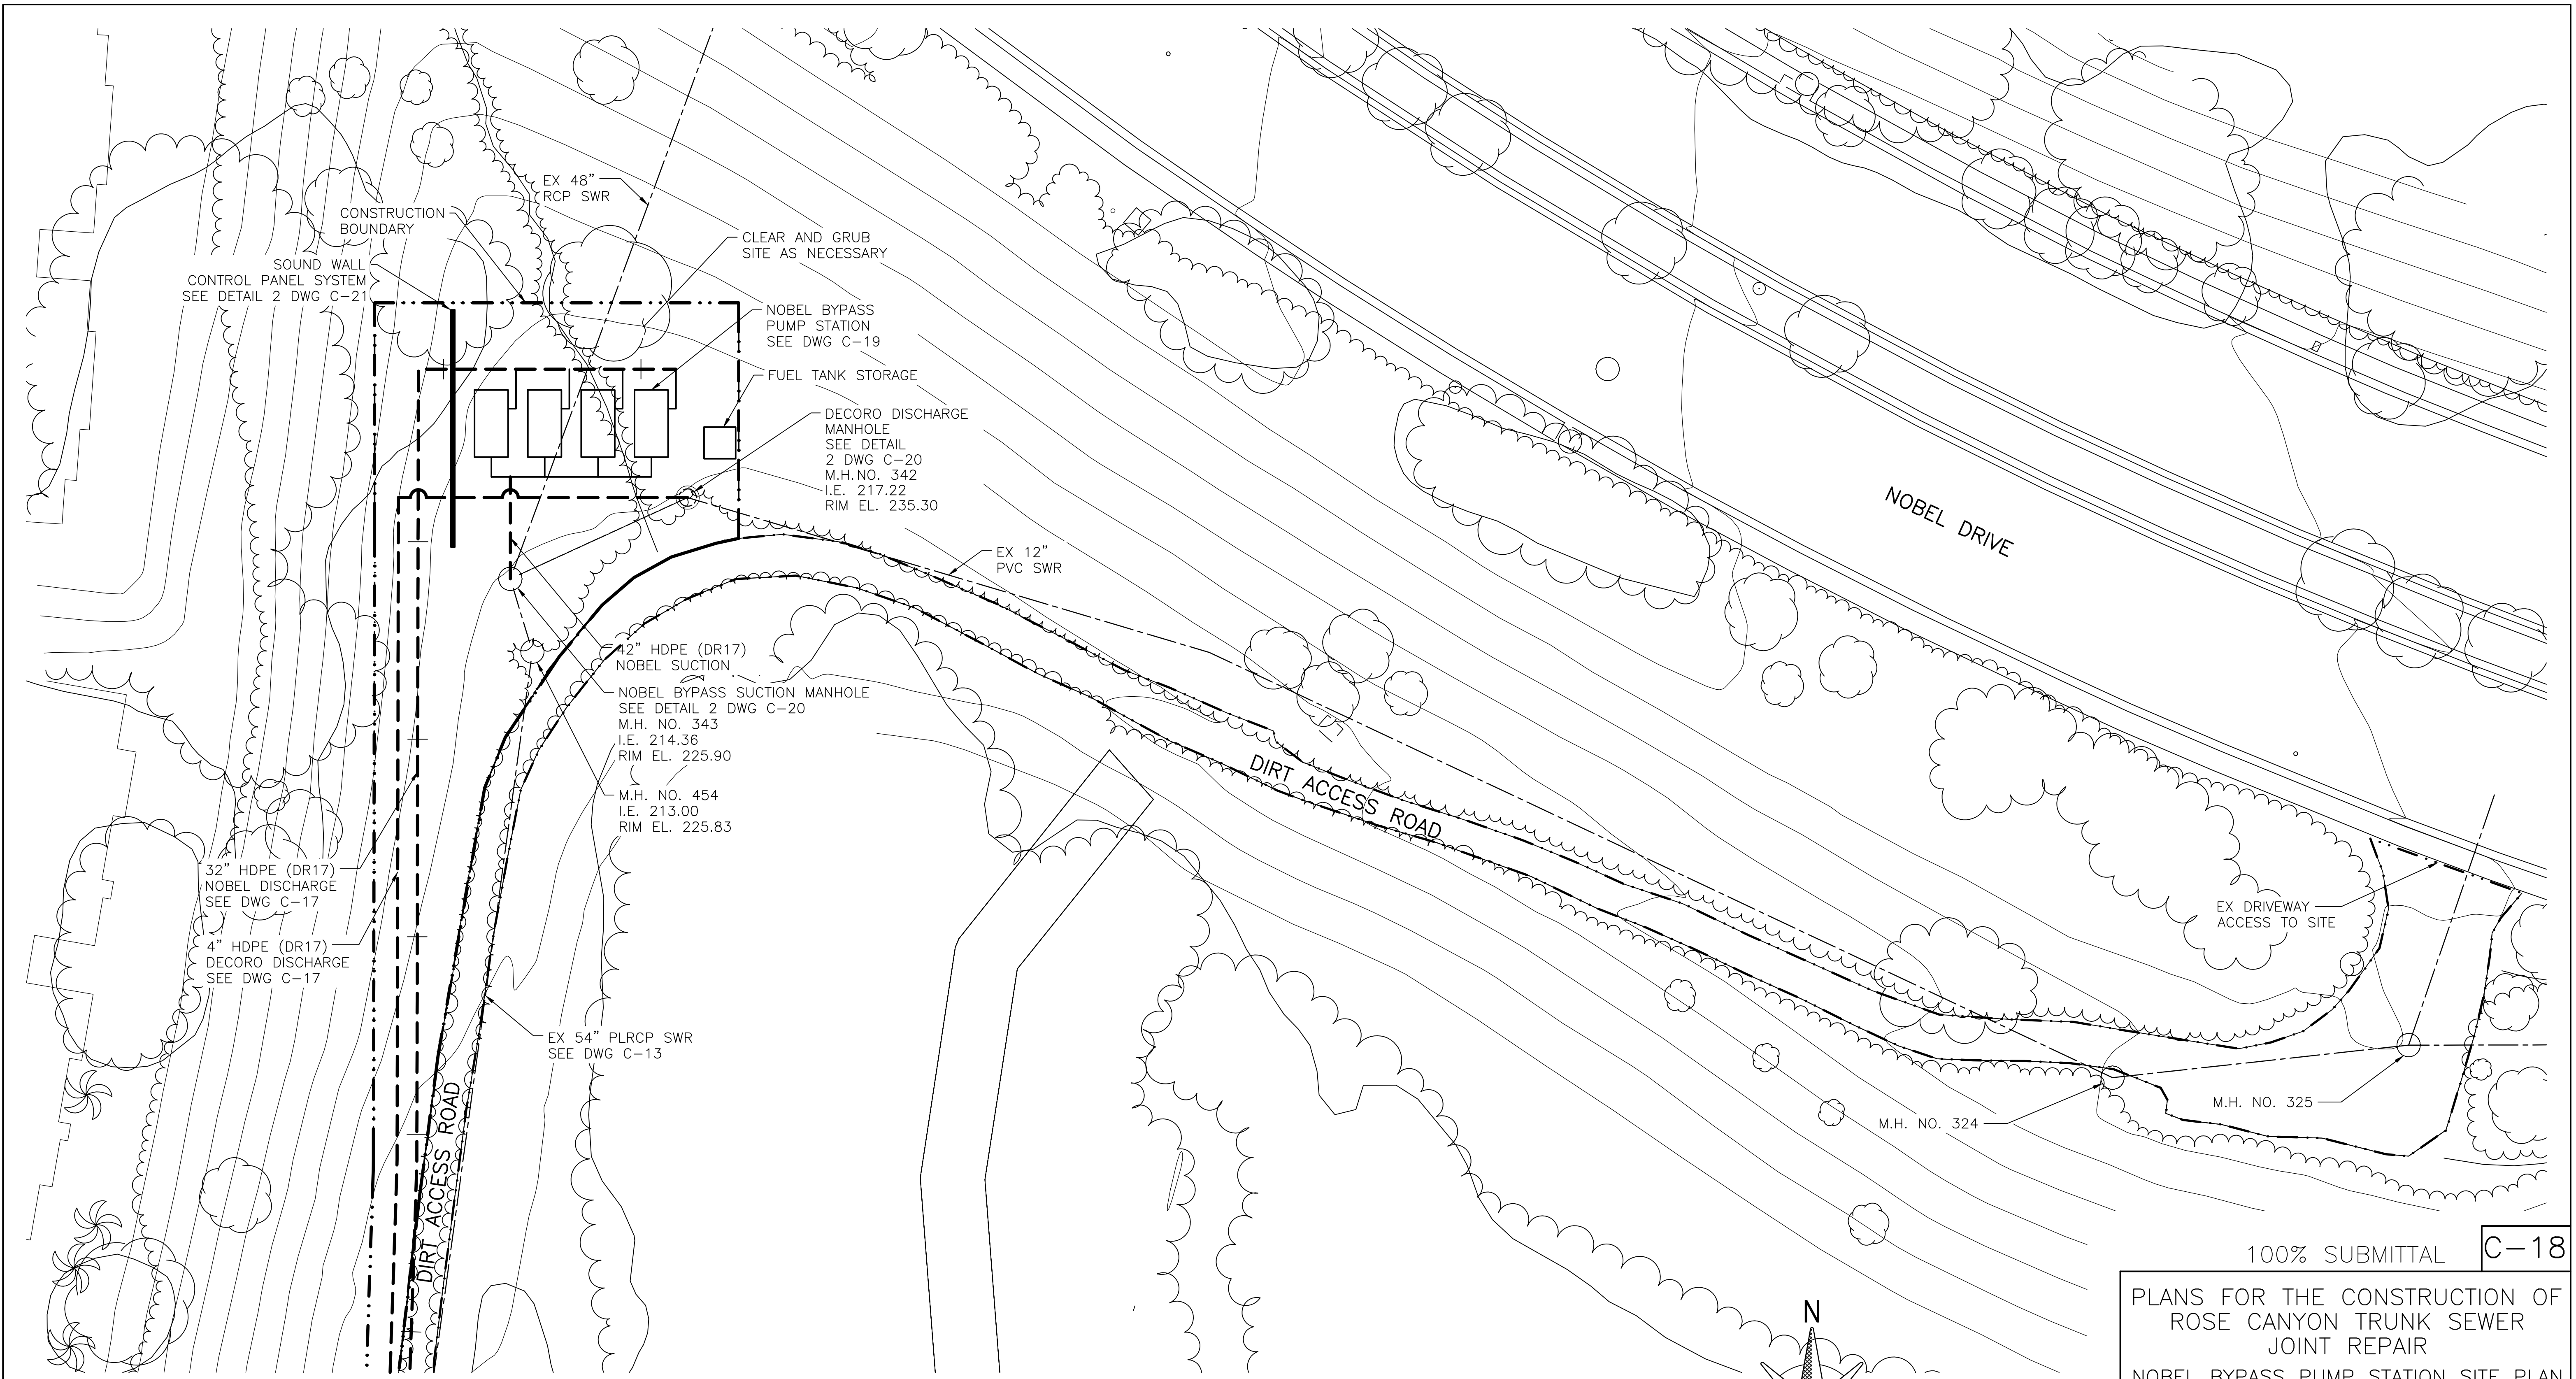 EX 48"
RCP SWR
CONSTRUCTION
BOUNDARY
CLEAR AND GRUB
SITE AS NECESSARY
SOUND WALL
CONTROL PANEL SYSTEM
SEE DETAIL 2 DWG C-21
NOBEL BYPASS
PUMP STATION
SEE DWG C-19
FUEL TANK STORAGE
DECORO DISCHARGE
MANHOLE
SEE DETAIL
2 DWG C-20
M.H.NO. 342
I.E. 217.22
RIM EL. 235.30
NOBEL DRIVE
EX 12"
PVC SWR
42" HDPE (DR17)
NOBEL SUCTION
NOBEL BYPASS SUCTION MANHOLE
SEE DETAIL 2 DWG C-20
M.H. NO. 343
I.E. 214.36
RIM EL. 225.90
M.H. NO. 454
I.E. 213.00
RIM EL. 225.83
DIRT ACCESS ROAD
32" HDPE (DR17)
NOBEL DISCHARGE
SEE DWG C-17
4" HDPE (DR17)
DECORO DISCHARGE
SEE DWG C-17
EX DRIVEWAY
ACCESS TO SITE
EX 54" PLRCP SWR
SEE DWG C-13
DIRT ACCESS ROAD
M.H. NO. 324
M.H. NO. 325
N
100% SUBMITTAL
C-18
PLANS FOR THE CONSTRUCTION OF
ROSE CANYON TRUNK SEWER
JOINT REPAIR
NOBEL BYPASS PUMP STATION SITE PLAN